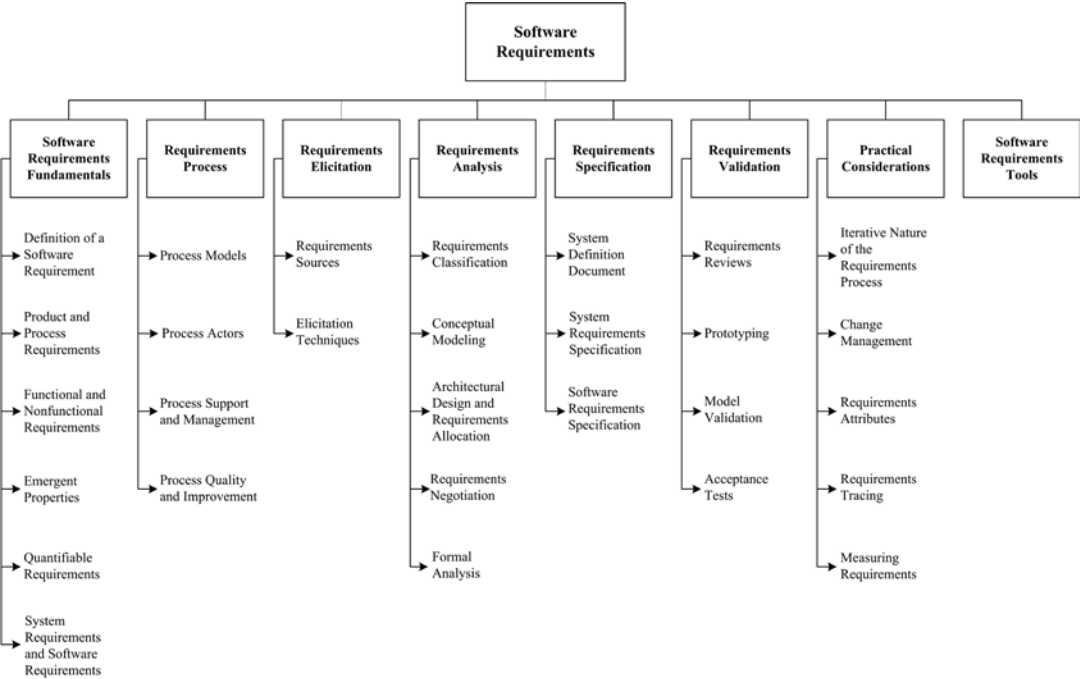 Software
Requirements
Software
Requirements
Fundamentals
Requirements
Process
Requirements
Elicitation
Requirements
Analysis
Requirements
Specification
Requirements
Validation
Practical
Considerations
Software
Requirements
Tools
Definition of a
Software
Requirement
Product and
Process
Requirements
Functional and
Nonfunctional
Requirements
Emergent
Properties
Quantifiable
Requirements
System
Requirements
and Software
Requirements
Process Models
Process Actors
Process Support
and Management
Process Quality
and Improvement
Requirements
Sources
Elicitation
Techniques
Requirements
Classification
Conceptual
Modeling
Architectural
Design and
Requirements
Allocation
Requirements
Negotiation
Formal
Analysis
System
Definition
Document
System
Requirements
Specification
Software
Requirements
Specification
Requirements
Reviews
Prototyping
Model
Validation
Acceptance
Tests
Iterative Nature
of the
Requirements
Process
Change
Management
Requirements
Attributes
Requirements
Tracing
Measuring
Requirements